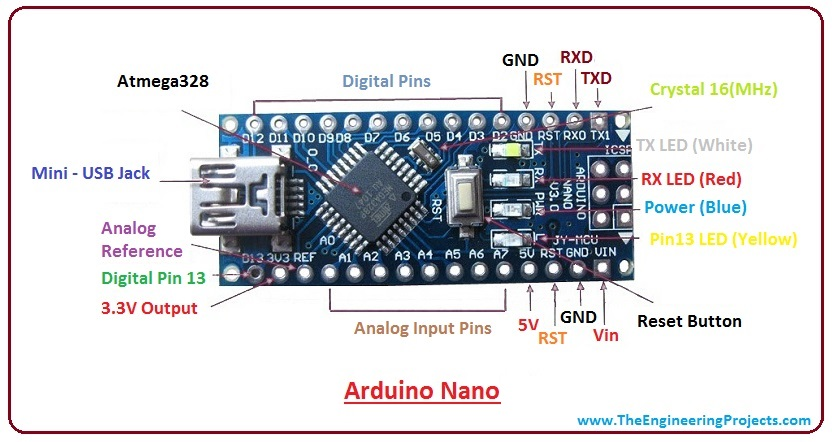 GND
RXD
RST
TXD
Atmega328
Digital Pins
Crystal 16(MHz)
D12 D11 D10 D9 D8 D7 D6 D5 D4 D3 D2 GND RST RX0 TX1
TX
ICSP
TX LED (White)
Mini - USB Jack
RX
RX LED (Red)
ARDUINO
NANO
V3.0
RST
PWR
Power (Blue)
Analog
Reference
A0
L
JY-MCU
Pin13 LED (Yellow)
D13 3V3 REF A1 A2 A3 A4 A5 A6 A7 5V RST GND VIN
Digital Pin 13
3.3V Output
Analog Input Pins
5V
RST
GND
Vin
Reset Button
Arduino Nano
www.TheEngineeringProjects.com